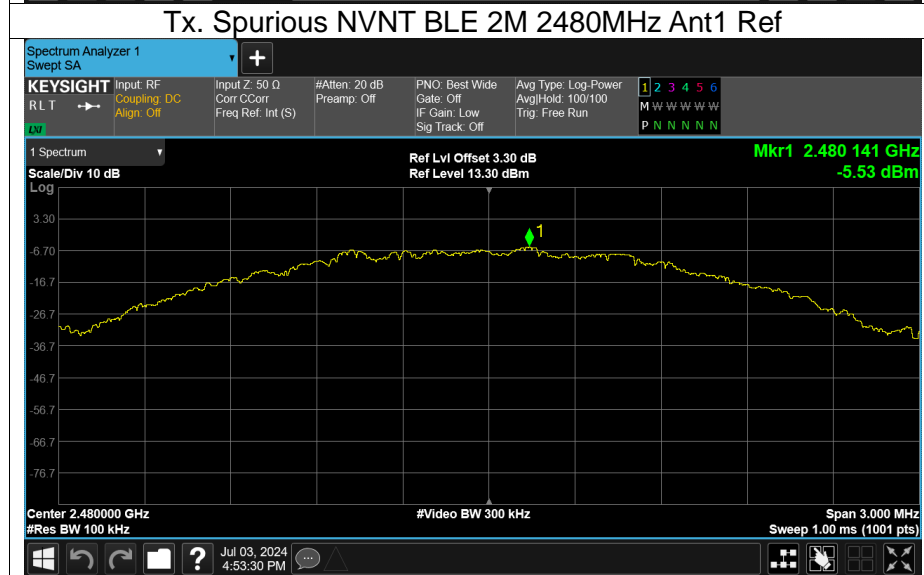 Tx. Spurious NVNT BLE 2M 2480MHz Ant1 Ref
Spectrum Analyzer 1
Swept SA
+
KEYSIGHT
RLT
LXI
Input: RF
Coupling: DC
Align: Off
Input Z: 50 Ω
Corr CCorr
Freq Ref: Int (S)
#Atten: 20 dB
Preamp: Off
PNO: Best Wide
Gate: Off
IF Gain: Low
Sig Track: Off
Avg Type: Log-Power
Avg|Hold: 100/100
Trig: Free Run
1 2 3 4 5 6
M W W W W W
P N N N N N
1 Spectrum
Scale/Div 10 dB
Log
Ref Lvl Offset 3.30 dB
Ref Level 13.30 dBm
Mkr1 2.480 141 GHz
-5.53 dBm
1
3.30
-6.70
-16.7
-26.7
-36.7
-46.7
-56.7
-66.7
-76.7
Center 2.480000 GHz
#Res BW 100 kHz
#Video BW 300 kHz
Span 3.000 MHz
Sweep 1.00 ms (1001 pts)
?
Jul 03, 2024
4:53:30 PM